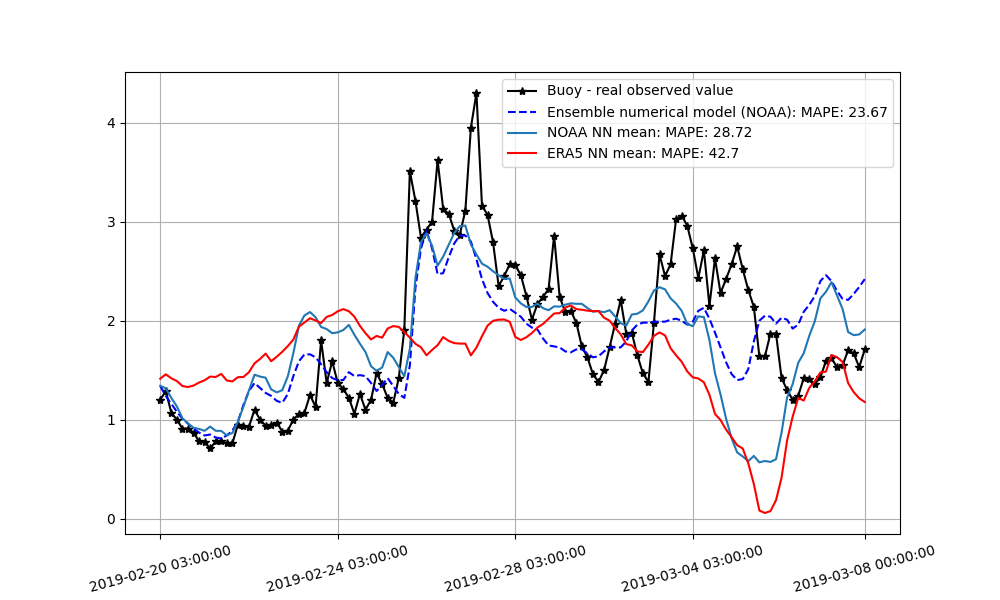 Buoy - real observed value
Ensemble numerical model (NOAA): MAPE: 23.67
NOAA NN mean: MAPE: 28.72
ERA5 NN mean: MAPE: 42.7
4
3
2
1
0
2019-02-20 03:00:00
2019-02-24 03:00:00
2019-02-28 03:00:00
2019-03-04 03:00:00
2019-03-08 00:00:00